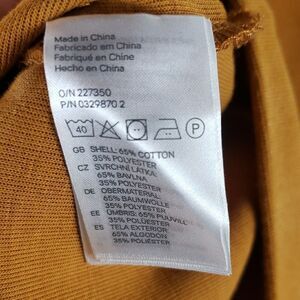 Made in China
Fabricado em China
Fabriqué en Chine
Hecho en China
O/N 227350
P/N 0329870 2
40 P
GB SHELL: 65% COTTON
35% POLYESTER
CZ SVRCHNÍ LÁTKA:
65% BAVLNA
35% POLYESTER
DE OBERMATERIAL:
65% BAUMWOLLE
35% POLYESTER
EE ÜMBRIS: 65% PUUVILL
35% POLÜESTER
ES TELA EXTERIOR
65% ALGODÓN
35% POLIÉSTER